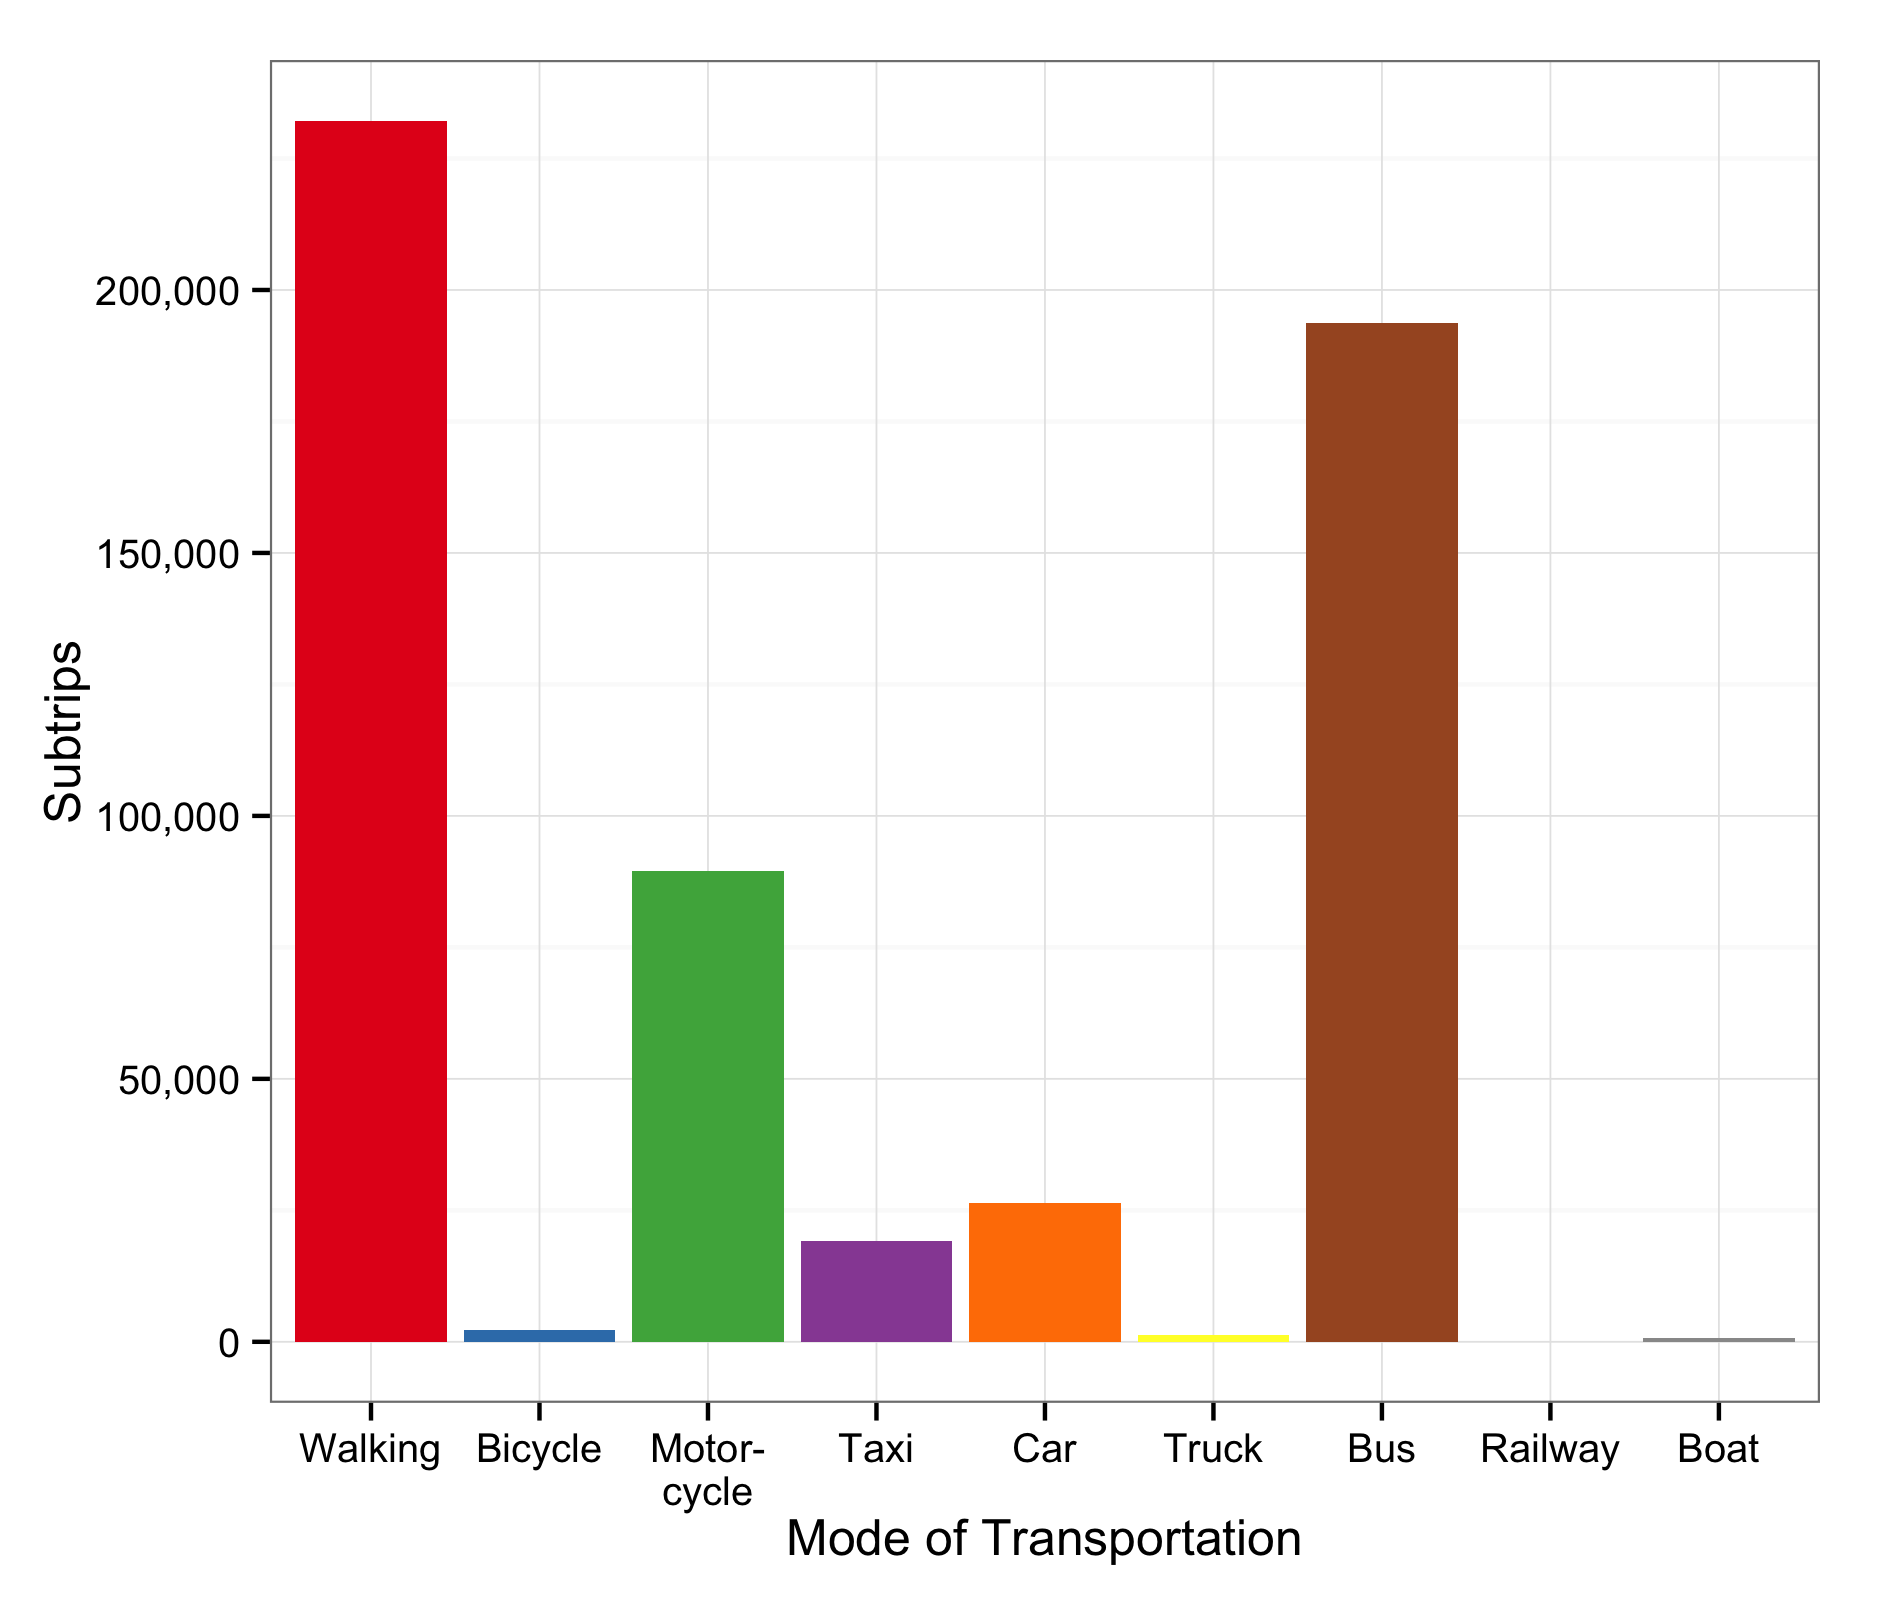 Subtrips
200,000
150,000
100,000
50,000
0
Walking
Bicycle
Motor-
cycle
Taxi
Car
Truck
Bus
Railway
Boat
Mode of Transportation